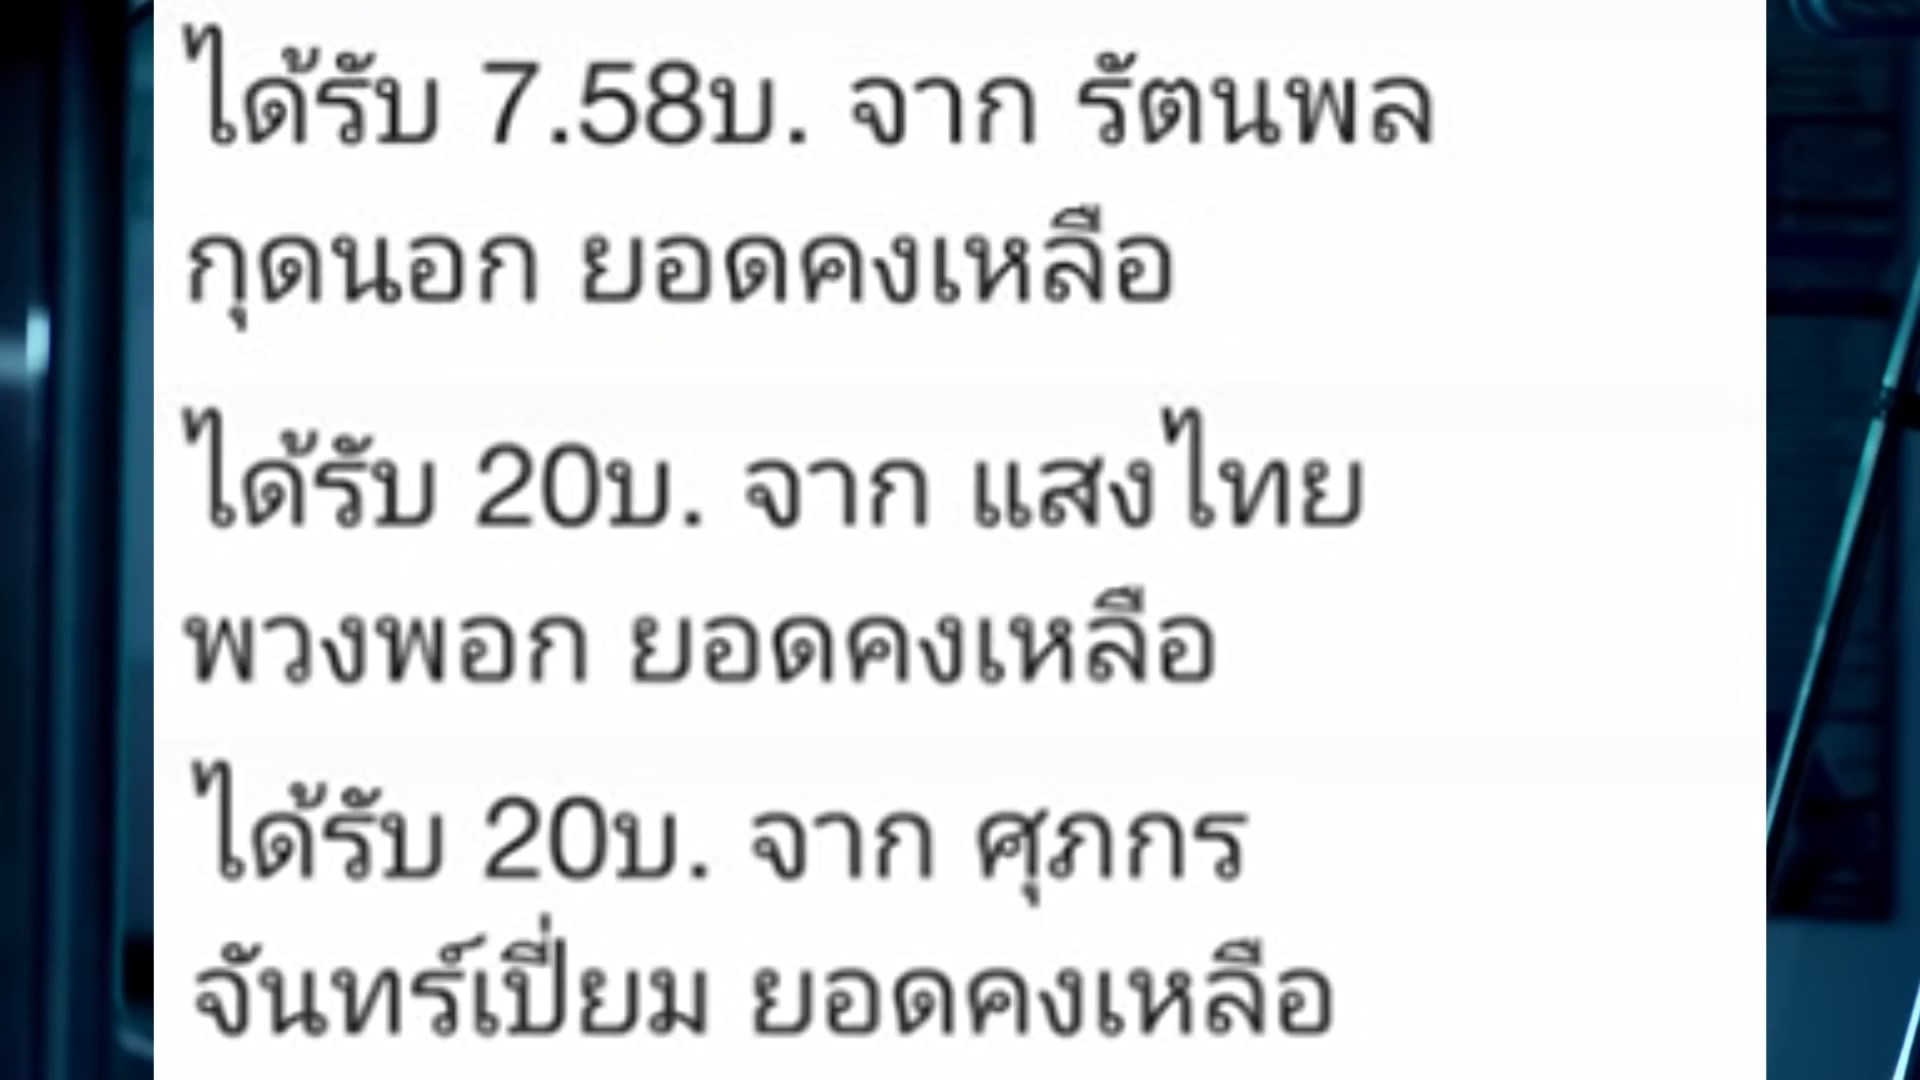 ได้รับ 7.58บ. จาก รัตนพล
กุดนอก ยอดคงเหลือ
ได้รับ 20บ. จาก แสงไทย
พวงพอก ยอดคงเหลือ
ได้รับ 20บ. จาก ศุภกร
จันทร์เปี่ยม ยอดคงเหลือ